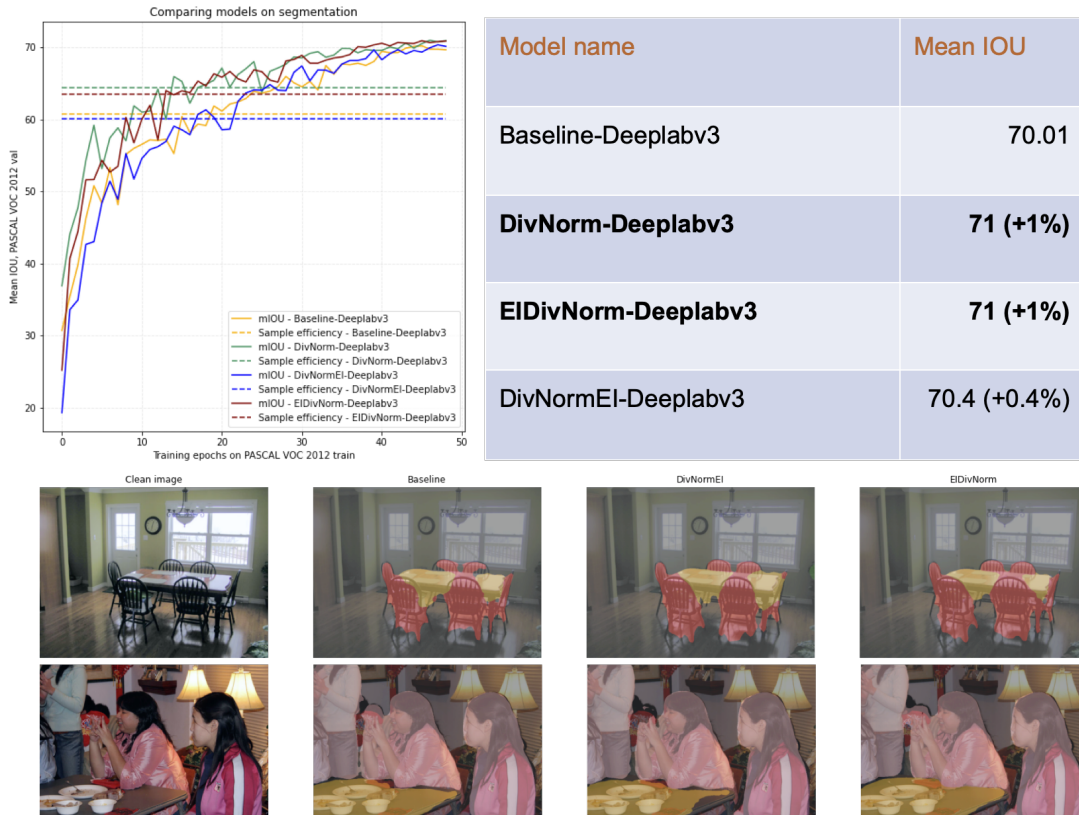 Comparing models on segmentation
70
60
50
40
30
20
Mean IOU, PASCAL VOC 2012 val
mIOU - Baseline-Deeplabv3
Sample efficiency - Baseline-Deeplabv3
mIOU - DivNorm-Deeplabv3
Sample efficiency - DivNorm-Deeplabv3
mIOU - DivNormEI-Deeplabv3
Sample efficiency - DivNormEI-Deeplabv3
mIOU - EIDivNorm-Deeplabv3
Sample efficiency - EIDivNorm-Deeplabv3
0 10 20 30 40 50
Training epochs on PASCAL VOC 2012 train
Model name Mean IOU
Baseline-Deeplabv3 70.01
DivNorm-Deeplabv3 71 (+1%)
EIDivNorm-Deeplabv3 71 (+1%)
DivNormEI-Deeplabv3 70.4 (+0.4%)
Clean image Baseline DivNormEI EIDivNorm